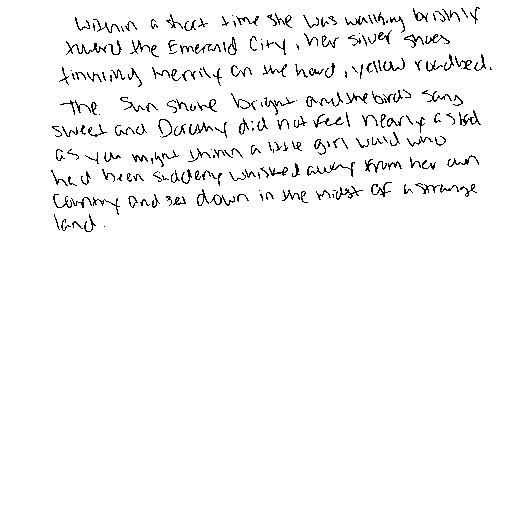 Within a short time she was walking briskly
toward the Emerald City, her silver shoes
tinkling merrily on the hard, yellow roadbed.
The sun shone bright and the birds sang
sweet and Dorothy did not feel nearly as bad
as you might think a little girl would who
had been suddenly whisked away from her own
country and set down in the midst of a strange
land.